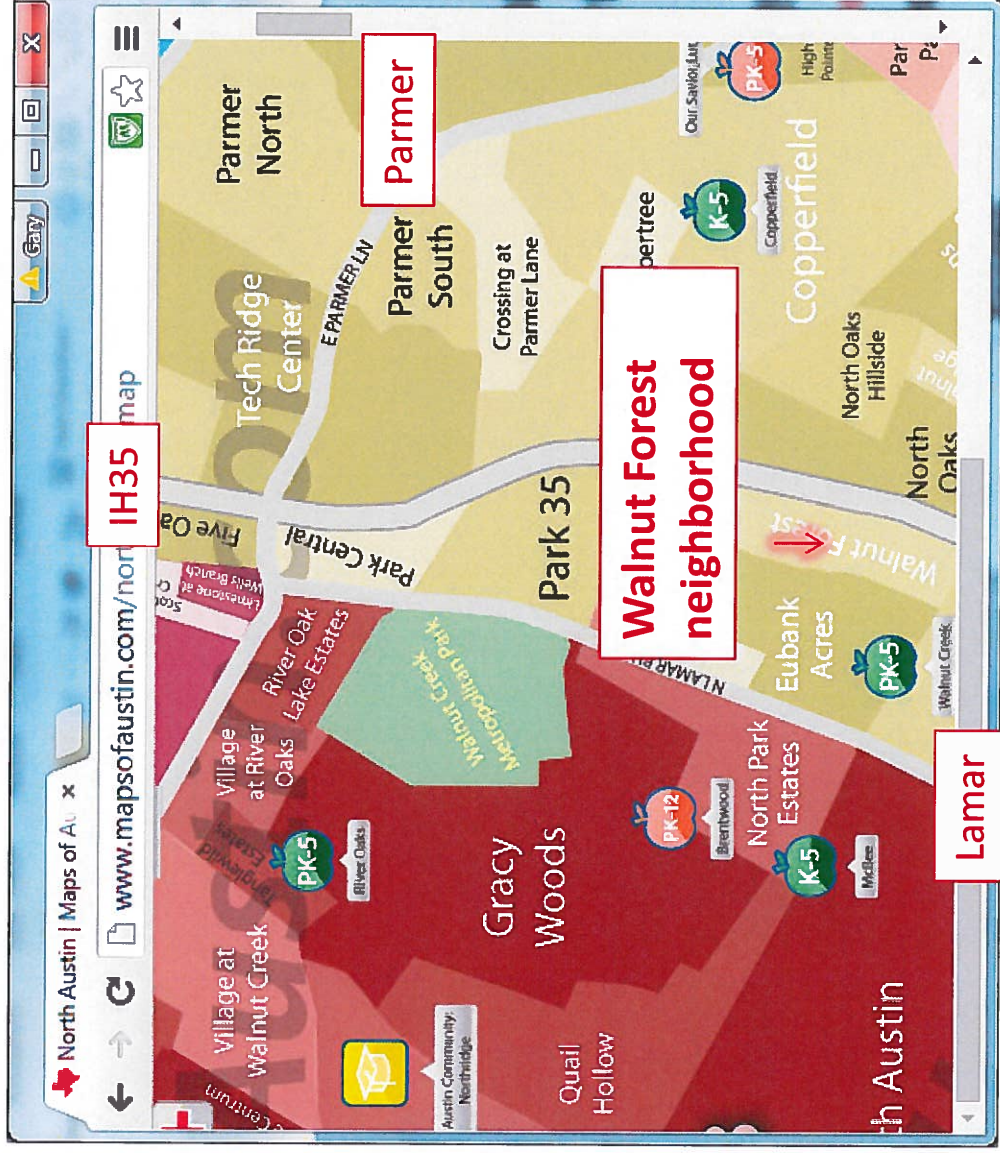 Gary
North Austin | Maps of Au
www.mapsofaustin.com/nor
map
IH35
Parmer
Parmer
North
Tech Ridge
Center
E PARMER LN
Parmer
South
Crossing at
Parmer Lane
pertree
K-5
Copperfield
Copperfield
PK-5
High
Pointe
Par
Pa
Five Oa
Park Central
Limestone at
Wells Branch
River Oak
Lake Estates
Village
at River
Oaks
Tanglewild
Estates
PK-5
River Oaks
Village at
Walnut Creek
Walnut Creek
Metropolitan Park
Park 35
Walnut Forest
neighborhood
Walnut Forest
North Oaks
Hillside
North
Oaks
Eubank
Acres
PK-5
Walnut Creek
N LAMAR
Lamar
North Park
Estates
PK-12
Brentwood
K-5
McBee
Gracy
Woods
Austin Community:
Northridge
Quail
Hollow
th Austin